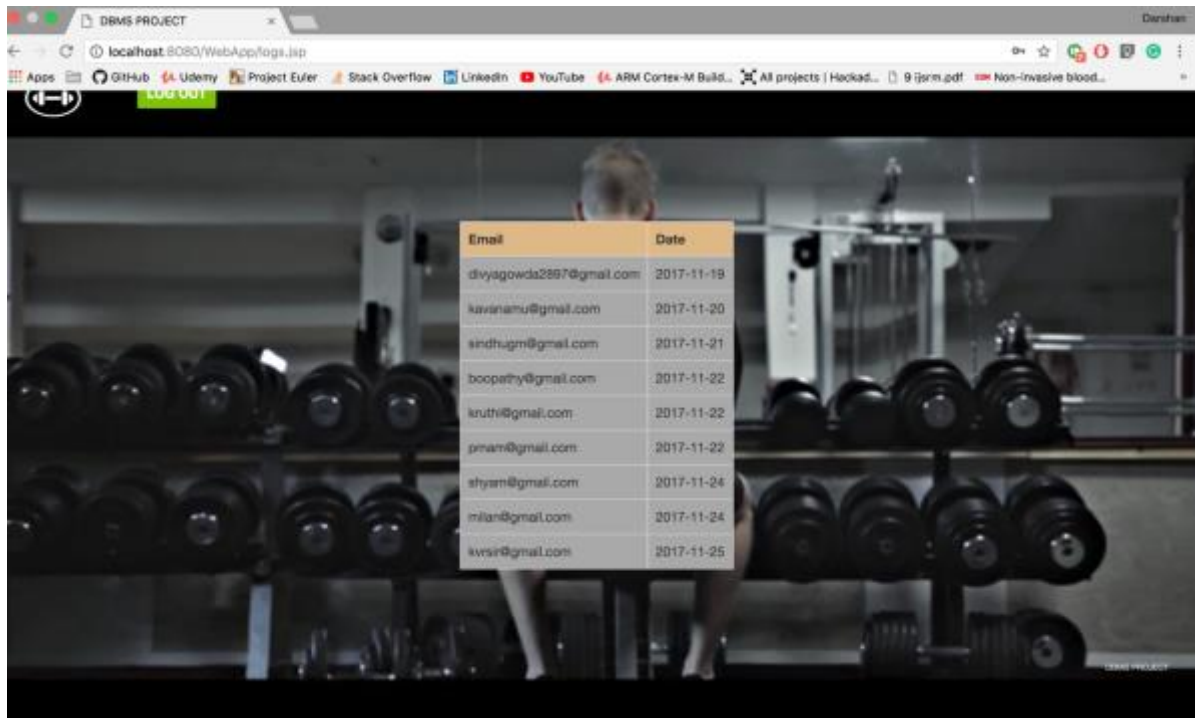 DBMS PROJECT
Darshan
localhost:8080/WebApp/logs.jsp
Apps GitHub Udemy Project Euler Stack Overflow LinkedIn YouTube ARM Cortex-M Build... All projects | Hackad... 9 ijsrm.pdf Non-invasive blood...
LOG OUT
Email Date
divyagowda2897@gmail.com 2017-11-19
kavanamu@gmail.com 2017-11-20
sindhugm@gmail.com 2017-11-21
boopathy@gmail.com 2017-11-22
kruthi@gmail.com 2017-11-22
pmam@gmail.com 2017-11-22
shyam@gmail.com 2017-11-24
milan@gmail.com 2017-11-24
kvrsir@gmail.com 2017-11-25
DBMS PROJECT